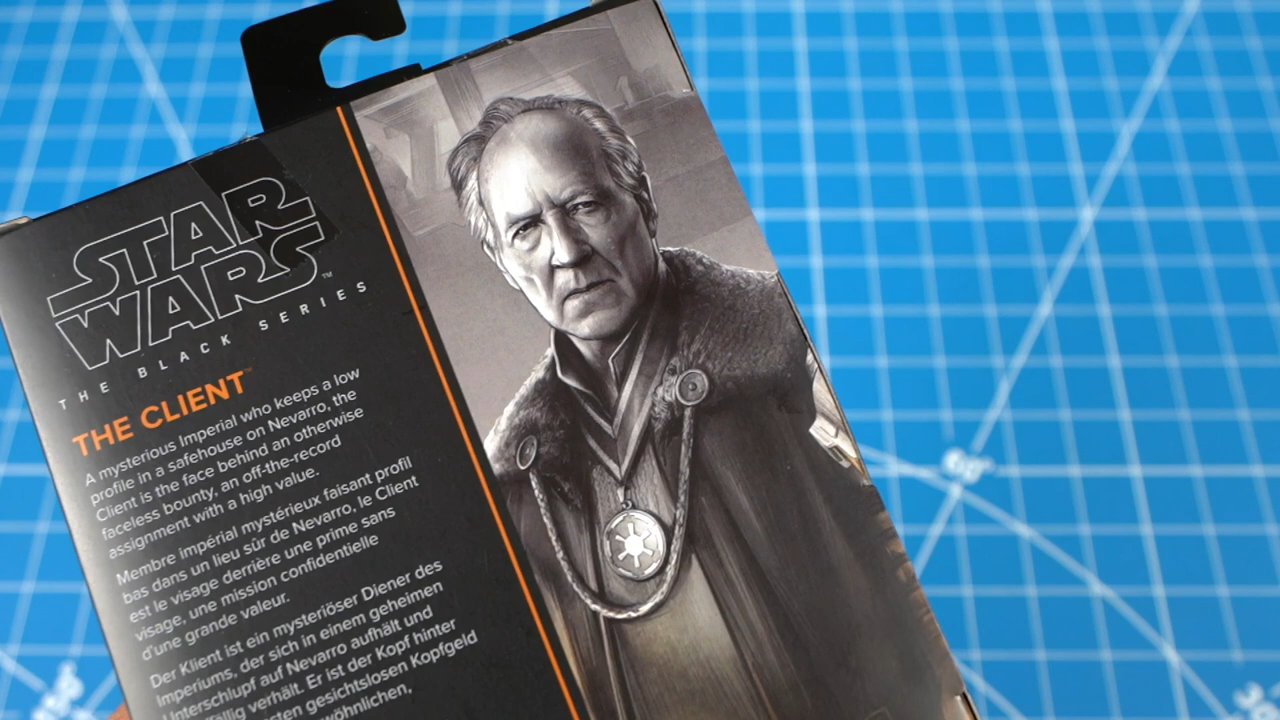 STAR
WARS™
THE BLACK SERIES
THE CLIENT™
A mysterious Imperial who keeps a low
profile in a safehouse on Nevarro, the
Client is the face behind an otherwise
faceless bounty, an off-the-record
assignment with a high value.
Membre impérial mystérieux faisant profil
bas dans un lieu sûr de Nevarro, le Client
est le visage derrière une prime sans
visage, une mission confidentielle
d'une grande valeur.
Der Klient ist ein mysteriöser Diener des
Imperiums, der sich in einem geheimen
Unterschlupf auf Nevarro aufhält und
verhält. Er ist der Kopf hinter
gesichtslosen Kopfgeld